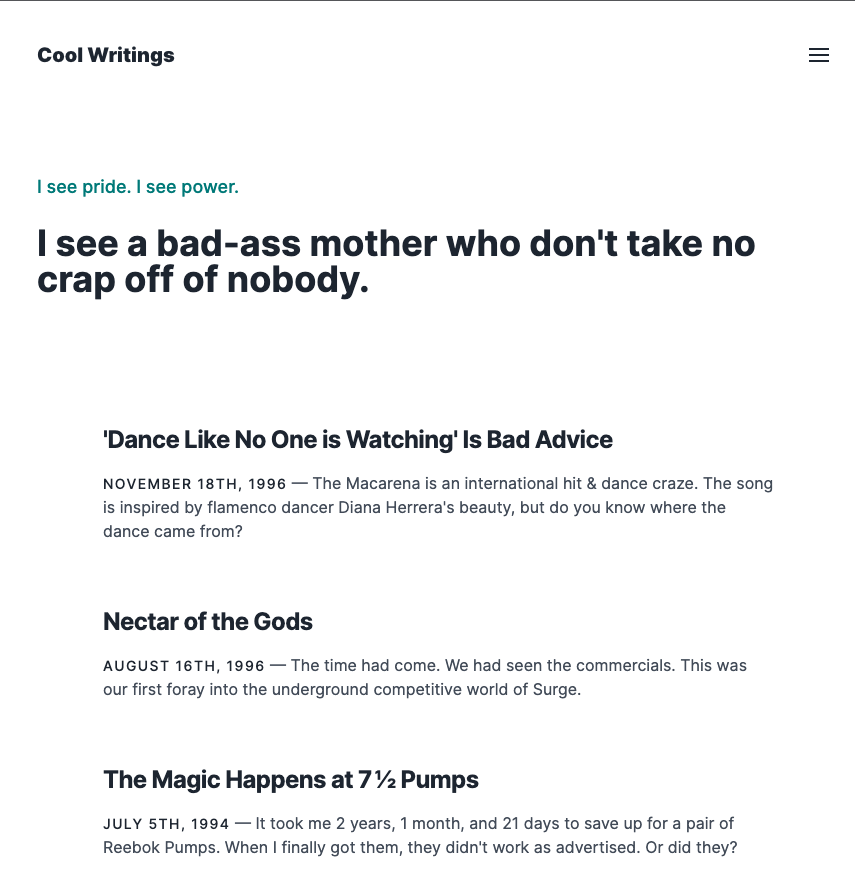 Cool Writings
I see pride. I see power.
I see a bad-ass mother who don't take no
crap off of nobody.
'Dance Like No One is Watching' Is Bad Advice
NOVEMBER 18TH, 1996 — The Macarena is an international hit & dance craze. The song
is inspired by flamenco dancer Diana Herrera's beauty, but do you know where the
dance came from?
Nectar of the Gods
AUGUST 16TH, 1996 — The time had come. We had seen the commercials. This was
our first foray into the underground competitive world of Surge.
The Magic Happens at 7½ Pumps
JULY 5TH, 1994 — It took me 2 years, 1 month, and 21 days to save up for a pair of
Reebok Pumps. When I finally got them, they didn't work as advertised. Or did they?